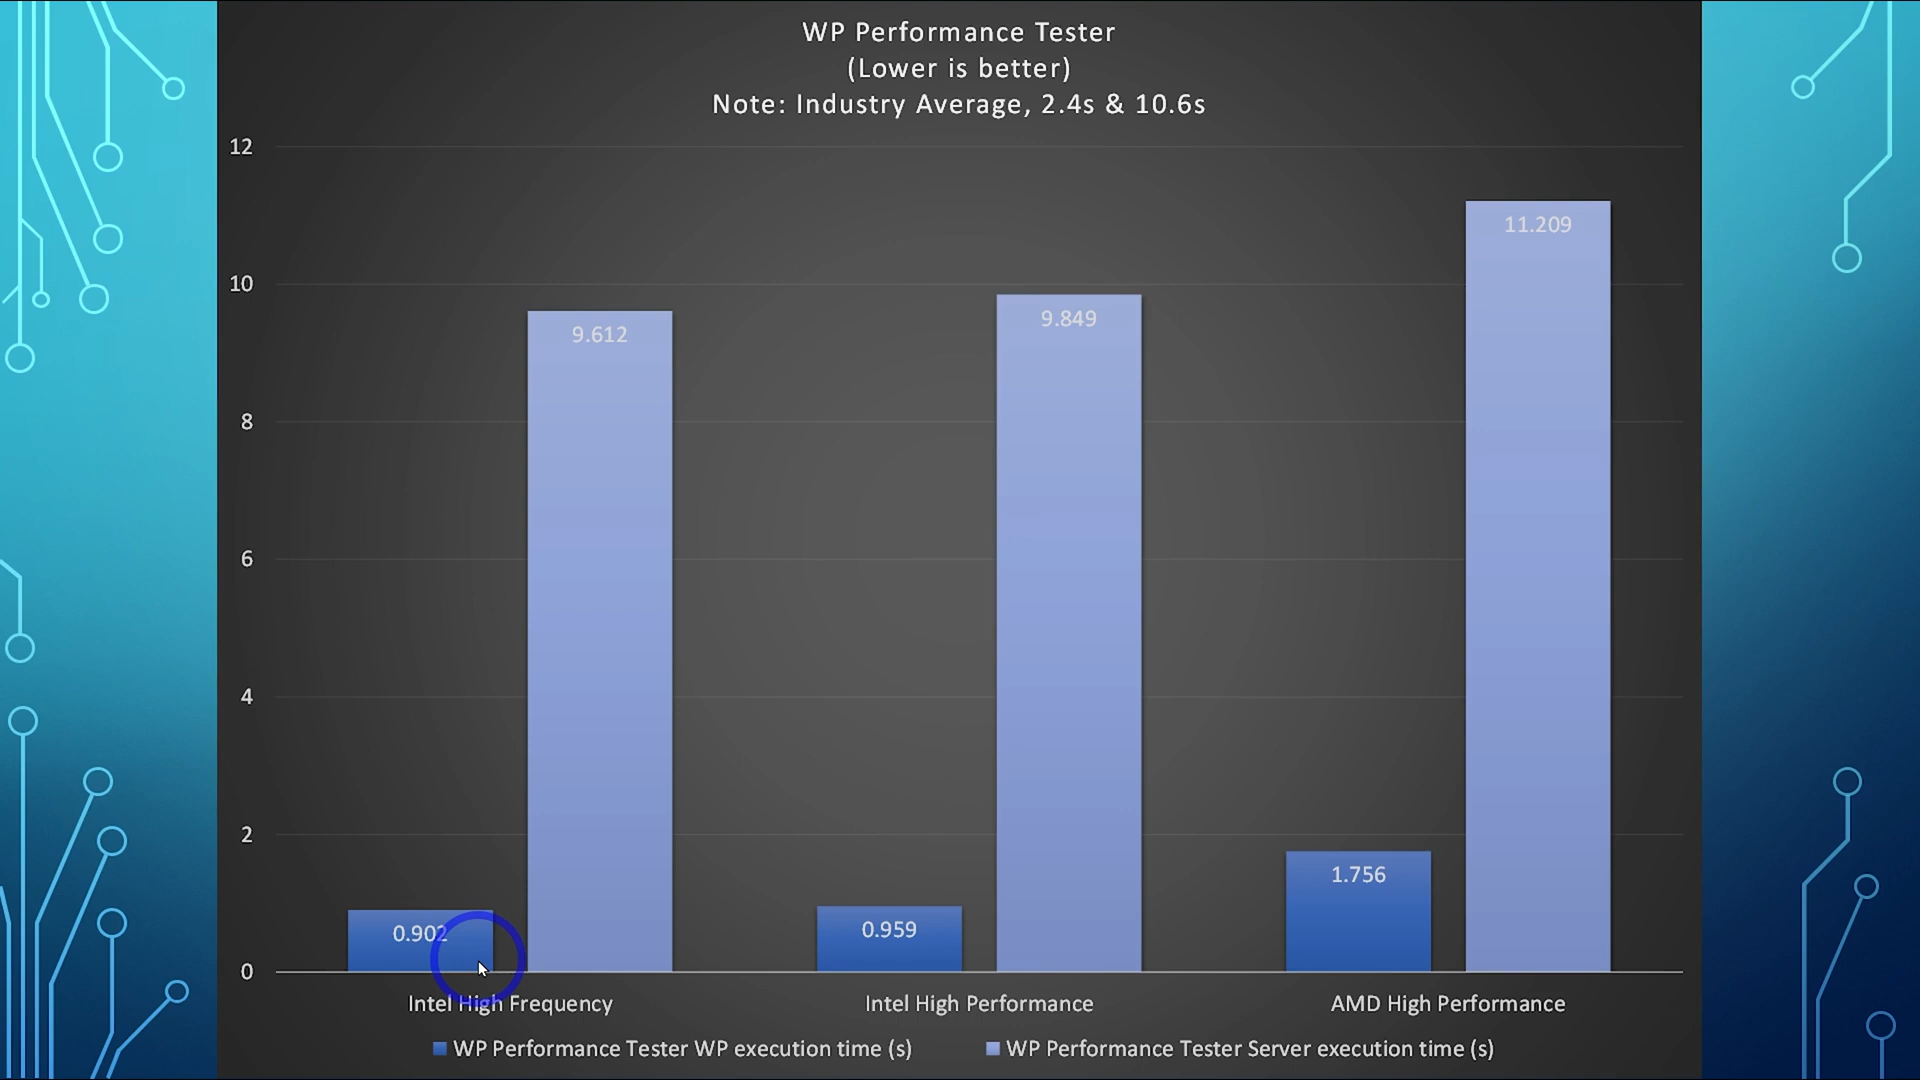 WP Performance Tester
(Lower is better)
Note: Industry Average, 2.4s & 10.6s
12
10
8
6
4
2
0
0.902
9.612
0.959
9.849
1.756
11.209
Intel High Frequency
Intel High Performance
AMD High Performance
WP Performance Tester WP execution time (s)
WP Performance Tester Server execution time (s)